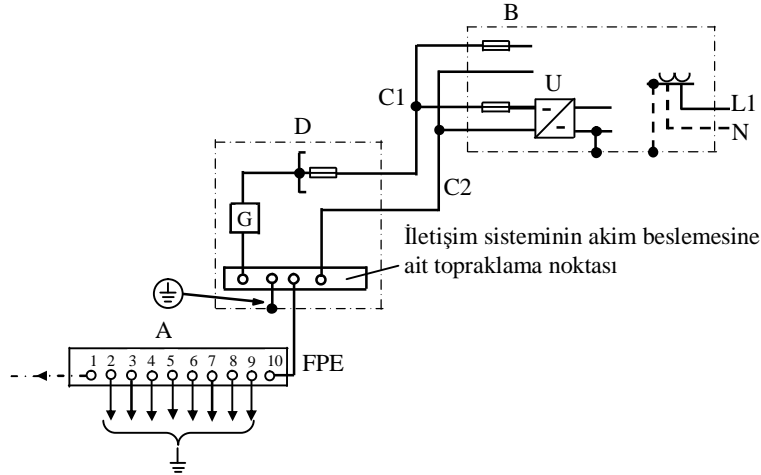 B
U
C1
L1
N
D
C2
G
İletişim sisteminin akim beslemesine
ait topraklama noktası
A
1 2 3 4 5 6 7 8 9 10
FPE